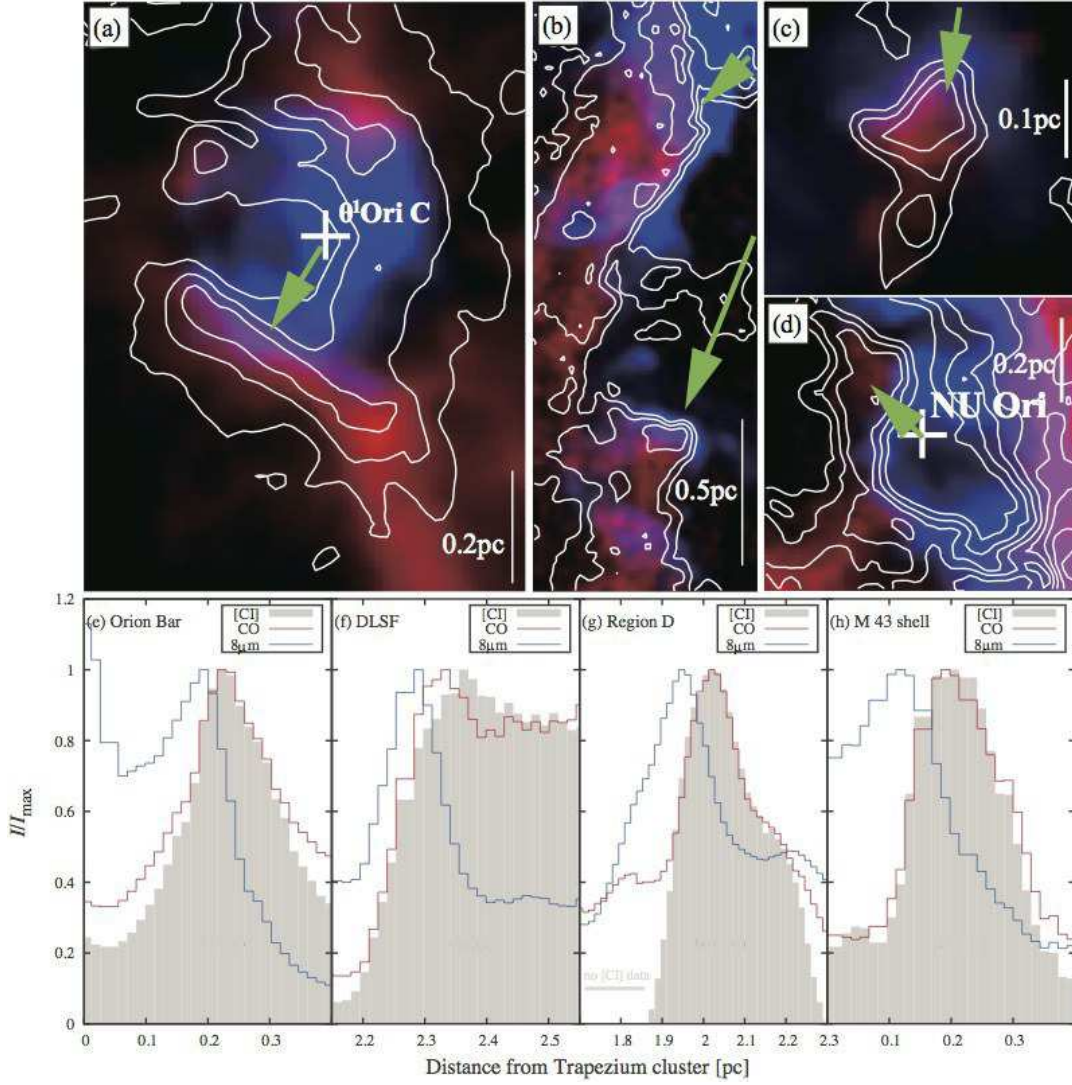 (a)
θ¹Ori C
0.2pc
(b)
0.5pc
(c)
0.1pc
(d)
0.2pc
NU Ori
(e) Orion Bar
[CI]
CO
8μm
(f) DLSF
[CI]
CO
8μm
(g) Region D
[CI]
CO
8μm
no [CI] data
(h) M 43 shell
[CI]
CO
8μm
I/Imax
1.2
1
0.8
0.6
0.4
0.2
0
0 0.1 0.2 0.3 2.2 2.3 2.4 2.5 1.8 1.9 2 2.1 2.2 2.3 0.1 0.2 0.3
Distance from Trapezium cluster [pc]